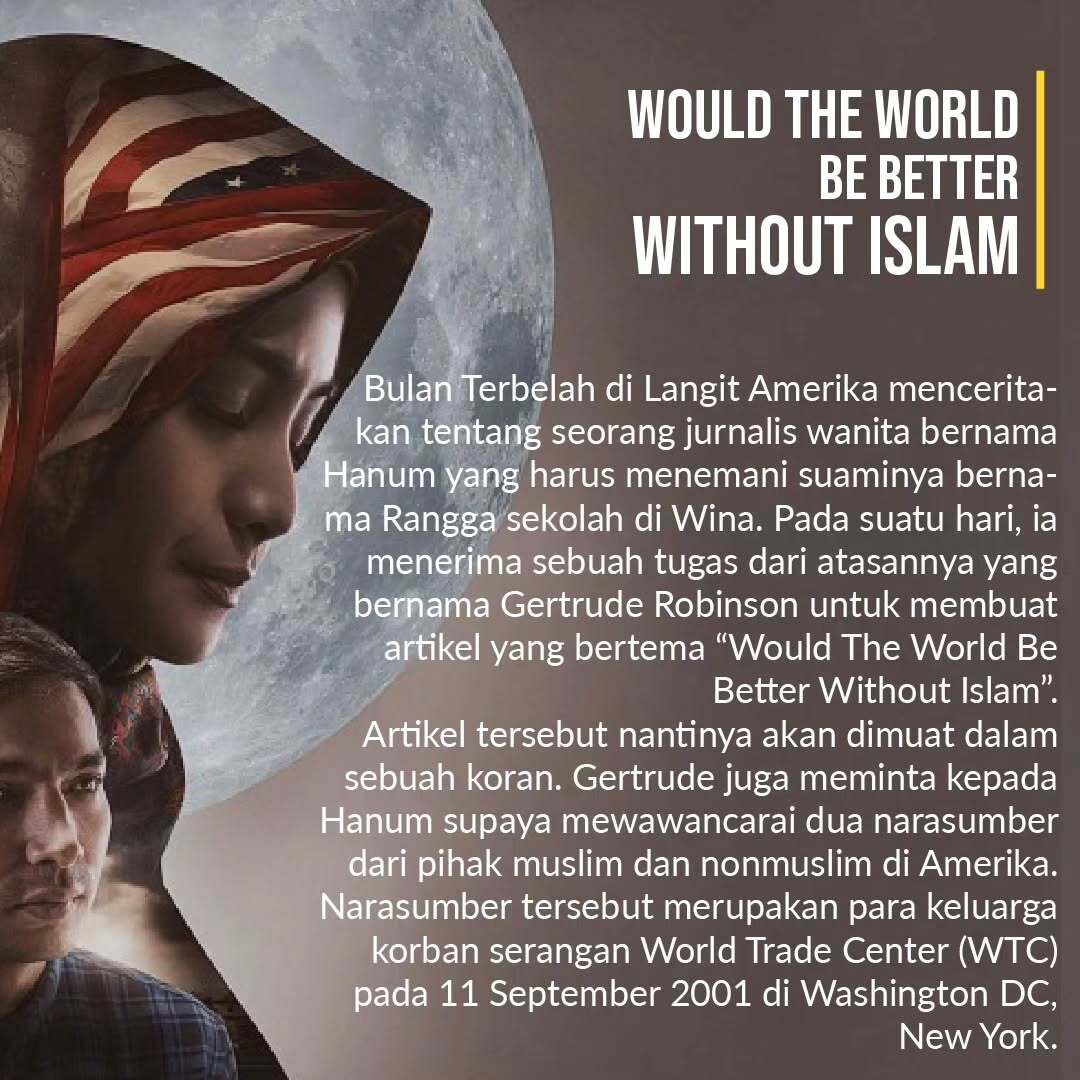 WOULD THE WORLD
BE BETTER
WITHOUT ISLAM
Bulan Terbelah di Langit Amerika mencerita-
kan tentang seorang jurnalis wanita bernama
Hanum yang harus menemani suaminya berna-
ma Rangga sekolah di Wina. Pada suatu hari, ia
menerima sebuah tugas dari atasannya yang
bernama Gertrude Robinson untuk membuat
artikel yang bertema “Would The World Be
Better Without Islam”.
Artikel tersebut nantinya akan dimuat dalam
sebuah koran. Gertrude juga meminta kepada
Hanum supaya mewawancarai dua narasumber
dari pihak muslim dan nonmuslim di Amerika.
Narasumber tersebut merupakan para keluarga
korban serangan World Trade Center (WTC)
pada 11 September 2001 di Washington DC,
New York.